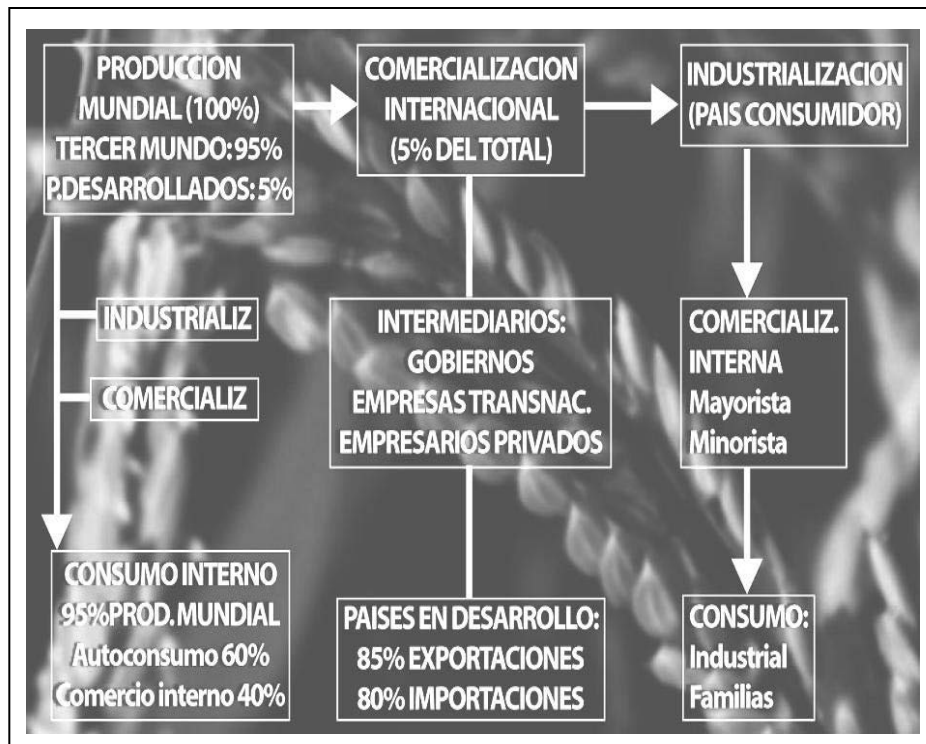 PRODUCCION
MUNDIAL (100%)
TERCER MUNDO: 95%
P.DESARROLLADOS: 5%
COMERCIALIZACION
INTERNACIONAL
(5% DEL TOTAL)
INDUSTRIALIZACION
(PAIS CONSUMIDOR)
INDUSTRIALIZ
COMERCIALIZ
INTERMEDIARIOS:
GOBIERNOS
EMPRESAS TRANSNAC.
EMPRESARIOS PRIVADOS
COMERCIALIZ.
INTERNA
Mayorista
Minorista
CONSUMO INTERNO
95%PROD. MUNDIAL
Autoconsumo 60%
Comercio interno 40%
PAISES EN DESARROLLO:
85% EXPORTACIONES
80% IMPORTACIONES
CONSUMO:
Industrial
Familias